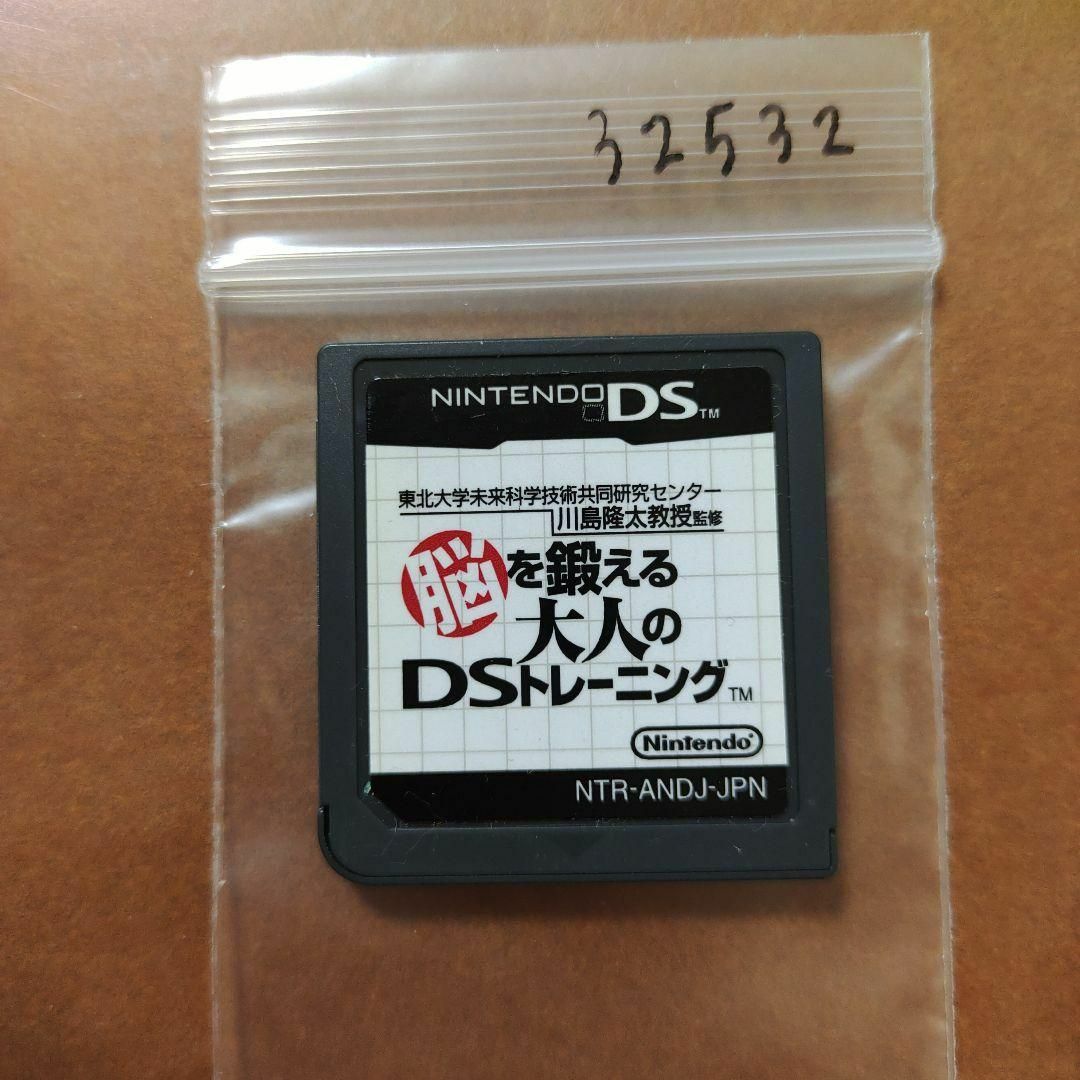 32532
NINTENDO DS™
東北大学未来科学技術共同研究センター
川島隆太教授監修
脳を鍛える
大人の
DSトレーニング™
Nintendo®
NTR-ANDJ-JPN